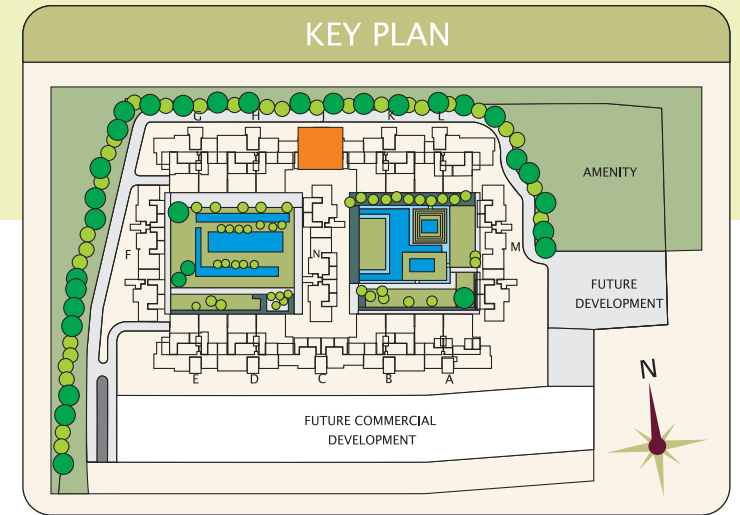 KEY PLAN
G H J K L
AMENITY
F N M
FUTURE
DEVELOPMENT
E D C B A
N
FUTURE COMMERCIAL
DEVELOPMENT